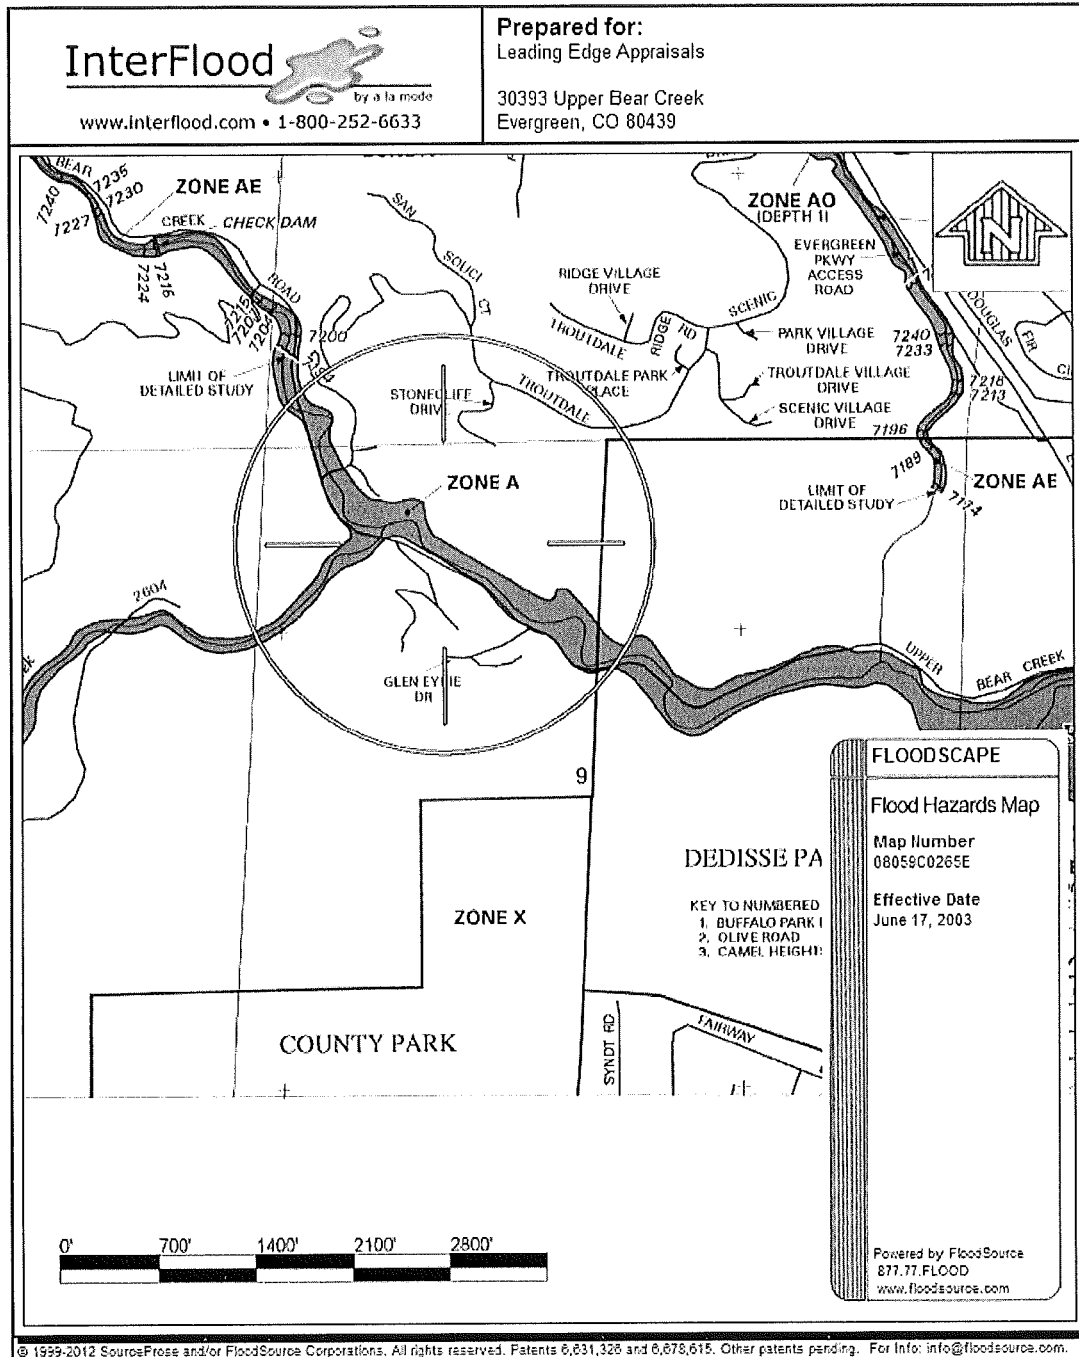 InterFlood
by a la mode
www.interflood.com • 1-800-252-6633
Prepared for:
Leading Edge Appraisals
30393 Upper Bear Creek
Evergreen, CO 80439
BEAR
7235
7230
7240
7227
ZONE AE
CREEK
CHECK DAM
7216
7224
ROAD
7215
7204
7200
LIMIT OF
DETAILED STUDY
SAN
SOUCI
CT
STONECLIFF
DRIVE
RIDGE VILLAGE
DRIVE
TROUTDALE
RIDGE
RD
SCENIC
TROUTDALE PARK
PLACE
TROUTDALE
PARK VILLAGE
DRIVE
TROUTDALE VILLAGE
DRIVE
SCENIC VILLAGE
DRIVE
ZONE AO
(DEPTH 1)
EVERGREEN
PKWY
ACCESS
ROAD
N
DOUGLAS
FIR
7240
7233
7218
7213
7196
7189
7174
LIMIT OF
DETAILED STUDY
ZONE AE
ZONE A
2604
GLEN EYRIE
DR
UPPER
BEAR CREEK
9
DEDISSE PA
KEY TO NUMBERED
1. BUFFALO PARK
2. OLIVE ROAD
3. CAMEL HEIGHTS
ZONE X
COUNTY PARK
SYNDT RD
FAIRWAY
FLOODSCAPE
Flood Hazards Map
Map Number
08059C0265E
Effective Date
June 17, 2003
Powered by FloodSource
877.77.FLOOD
www.floodsource.com
0' 700' 1400' 2100' 2800'
© 1999-2012 SourceProse and/or FloodSource Corporations. All rights reserved. Patents 6,631,326 and 6,678,615. Other patents pending. For Info: info@floodsource.com.